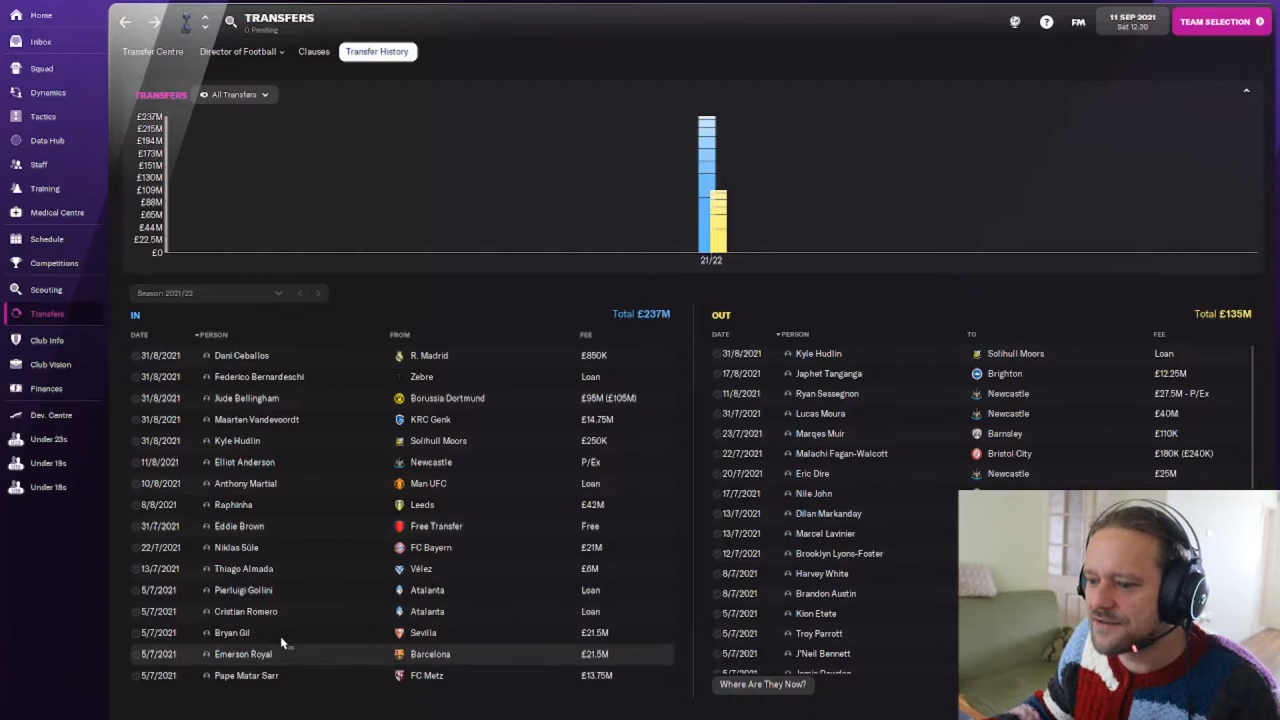 Home
Inbox
Squad
Dynamics
Tactics
Data Hub
Staff
Training
Medical Centre
Schedule
Competitions
Scouting
Transfers
Club Info
Club Vision
Finances
Dev. Centre
Under 23s
Under 19s
Under 18s
TRANSFERS
0 Pending
FM
11 SEP 2021
Sat 12:30
TEAM SELECTION
Transfer Centre
Director of Football
Clauses
Transfer History
TRANSFERS
All Transfers
£237M
£215M
£194M
£173M
£151M
£130M
£109M
£88M
£65M
£44M
£22.5M
£0
21/22
Season 2021/22
IN
Total £237M
DATE PERSON FROM FEE
31/8/2021 Dani Ceballos R. Madrid £850K
31/8/2021 Federico Bernardeschi Zebre Loan
31/8/2021 Jude Bellingham Borussia Dortmund £95M (£105M)
31/8/2021 Maarten Vandevoordt KRC Genk £14.75M
31/8/2021 Kyle Hudlin Solihull Moors £250K
11/8/2021 Elliot Anderson Newcastle P/Ex
10/8/2021 Anthony Martial Man UFC Loan
8/8/2021 Raphinha Leeds £42M
31/7/2021 Eddie Brown Free Transfer Free
22/7/2021 Niklas Süle FC Bayern £21M
13/7/2021 Thiago Almada Vélez £6M
5/7/2021 Pierluigi Gollini Atalanta Loan
5/7/2021 Cristian Romero Atalanta Loan
5/7/2021 Bryan Gil Sevilla £21.5M
5/7/2021 Emerson Royal Barcelona £21.5M
5/7/2021 Pape Matar Sarr FC Metz £13.75M
OUT
Total £135M
DATE PERSON TO FEE
31/8/2021 Kyle Hudlin Solihull Moors Loan
17/8/2021 Japhet Tanganga Brighton £12.25M
11/8/2021 Ryan Sessegnon Newcastle £27.5M - P/Ex
31/7/2021 Lucas Moura Newcastle £40M
23/7/2021 Marqes Muir Barnsley £110K
22/7/2021 Malachi Fagan-Walcott Bristol City £180K (£240K)
20/7/2021 Eric Dire Newcastle £25M
17/7/2021 Nile John
13/7/2021 Dilan Markanday
13/7/2021 Marcel Lavinier
12/7/2021 Brooklyn Lyons-Foster
8/7/2021 Harvey White
8/7/2021 Brandon Austin
5/7/2021 Kion Etete
5/7/2021 Troy Parrott
5/7/2021 J'Neil Bennett
Where Are They Now?